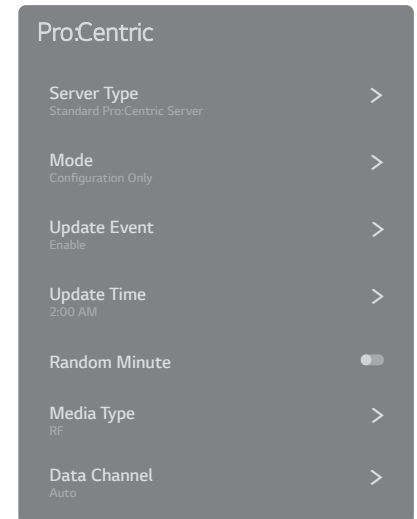 Pro:Centric
Server Type
Standard Pro:Centric Server
Mode
Configuration Only
Update Event
Enable
Update Time
2:00 AM
Random Minute
Media Type
RF
Data Channel
Auto